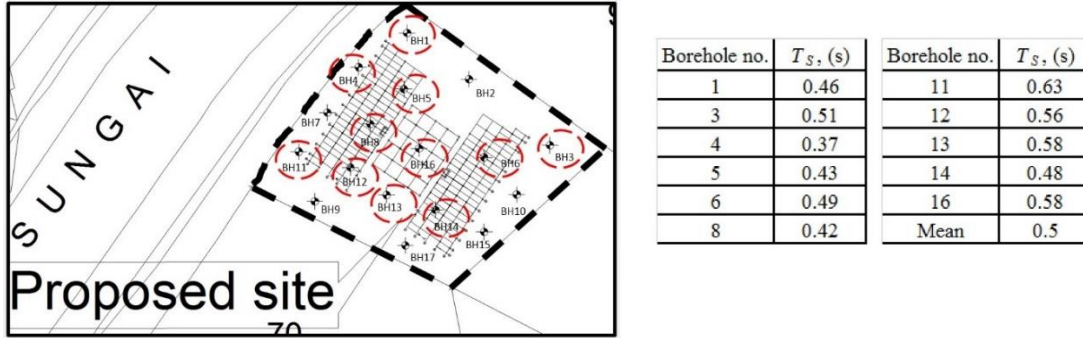 SUNGAI
BH1
BH4
BH2
BH5
BH7
BH8
BH11
BH16
BH6
BH3
BH12
BH13
BH9
BH10
BH14
BH15
BH17
Proposed site
70
Borehole no. T_S, (s) Borehole no. T_S, (s)
1 0.46 11 0.63
3 0.51 12 0.56
4 0.37 13 0.58
5 0.43 14 0.48
6 0.49 16 0.58
8 0.42 Mean 0.5